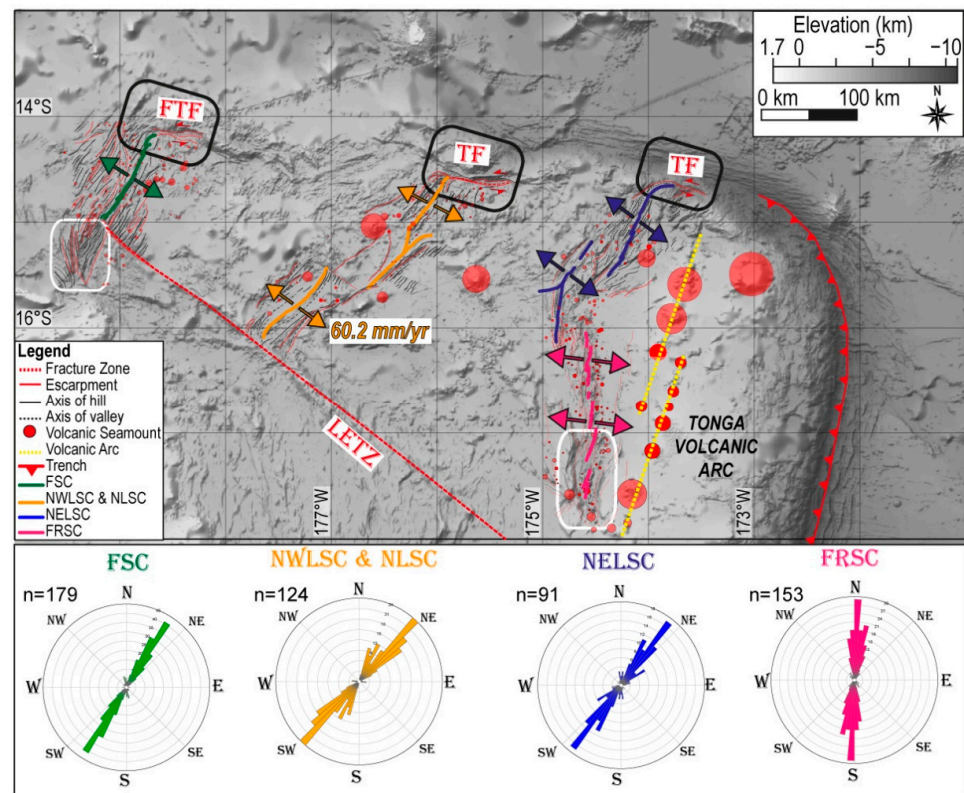 Elevation (km)
1.7 0 -5 -10
0 km 100 km
N
14°S
FTF
TF
TF
16°S
60.2 mm/yr
Legend
Fracture Zone
Escarpment
Axis of hill
Axis of valley
Volcanic Seamount
Volcanic Arc
Trench
FSC
NWLSC & NLSC
NELSC
FRSC
LETZ
TONGA
VOLCANIC
ARC
177°W
175°W
173°W
FSC
n=179
N
NW NE
W E
SW SE
S
NWLSC & NLSC
n=124
N
NW NE
W E
SW SE
S
NELSC
n=91
N
NW NE
W E
SW SE
S
FRSC
n=153
N
NW NE
W E
SW SE
S